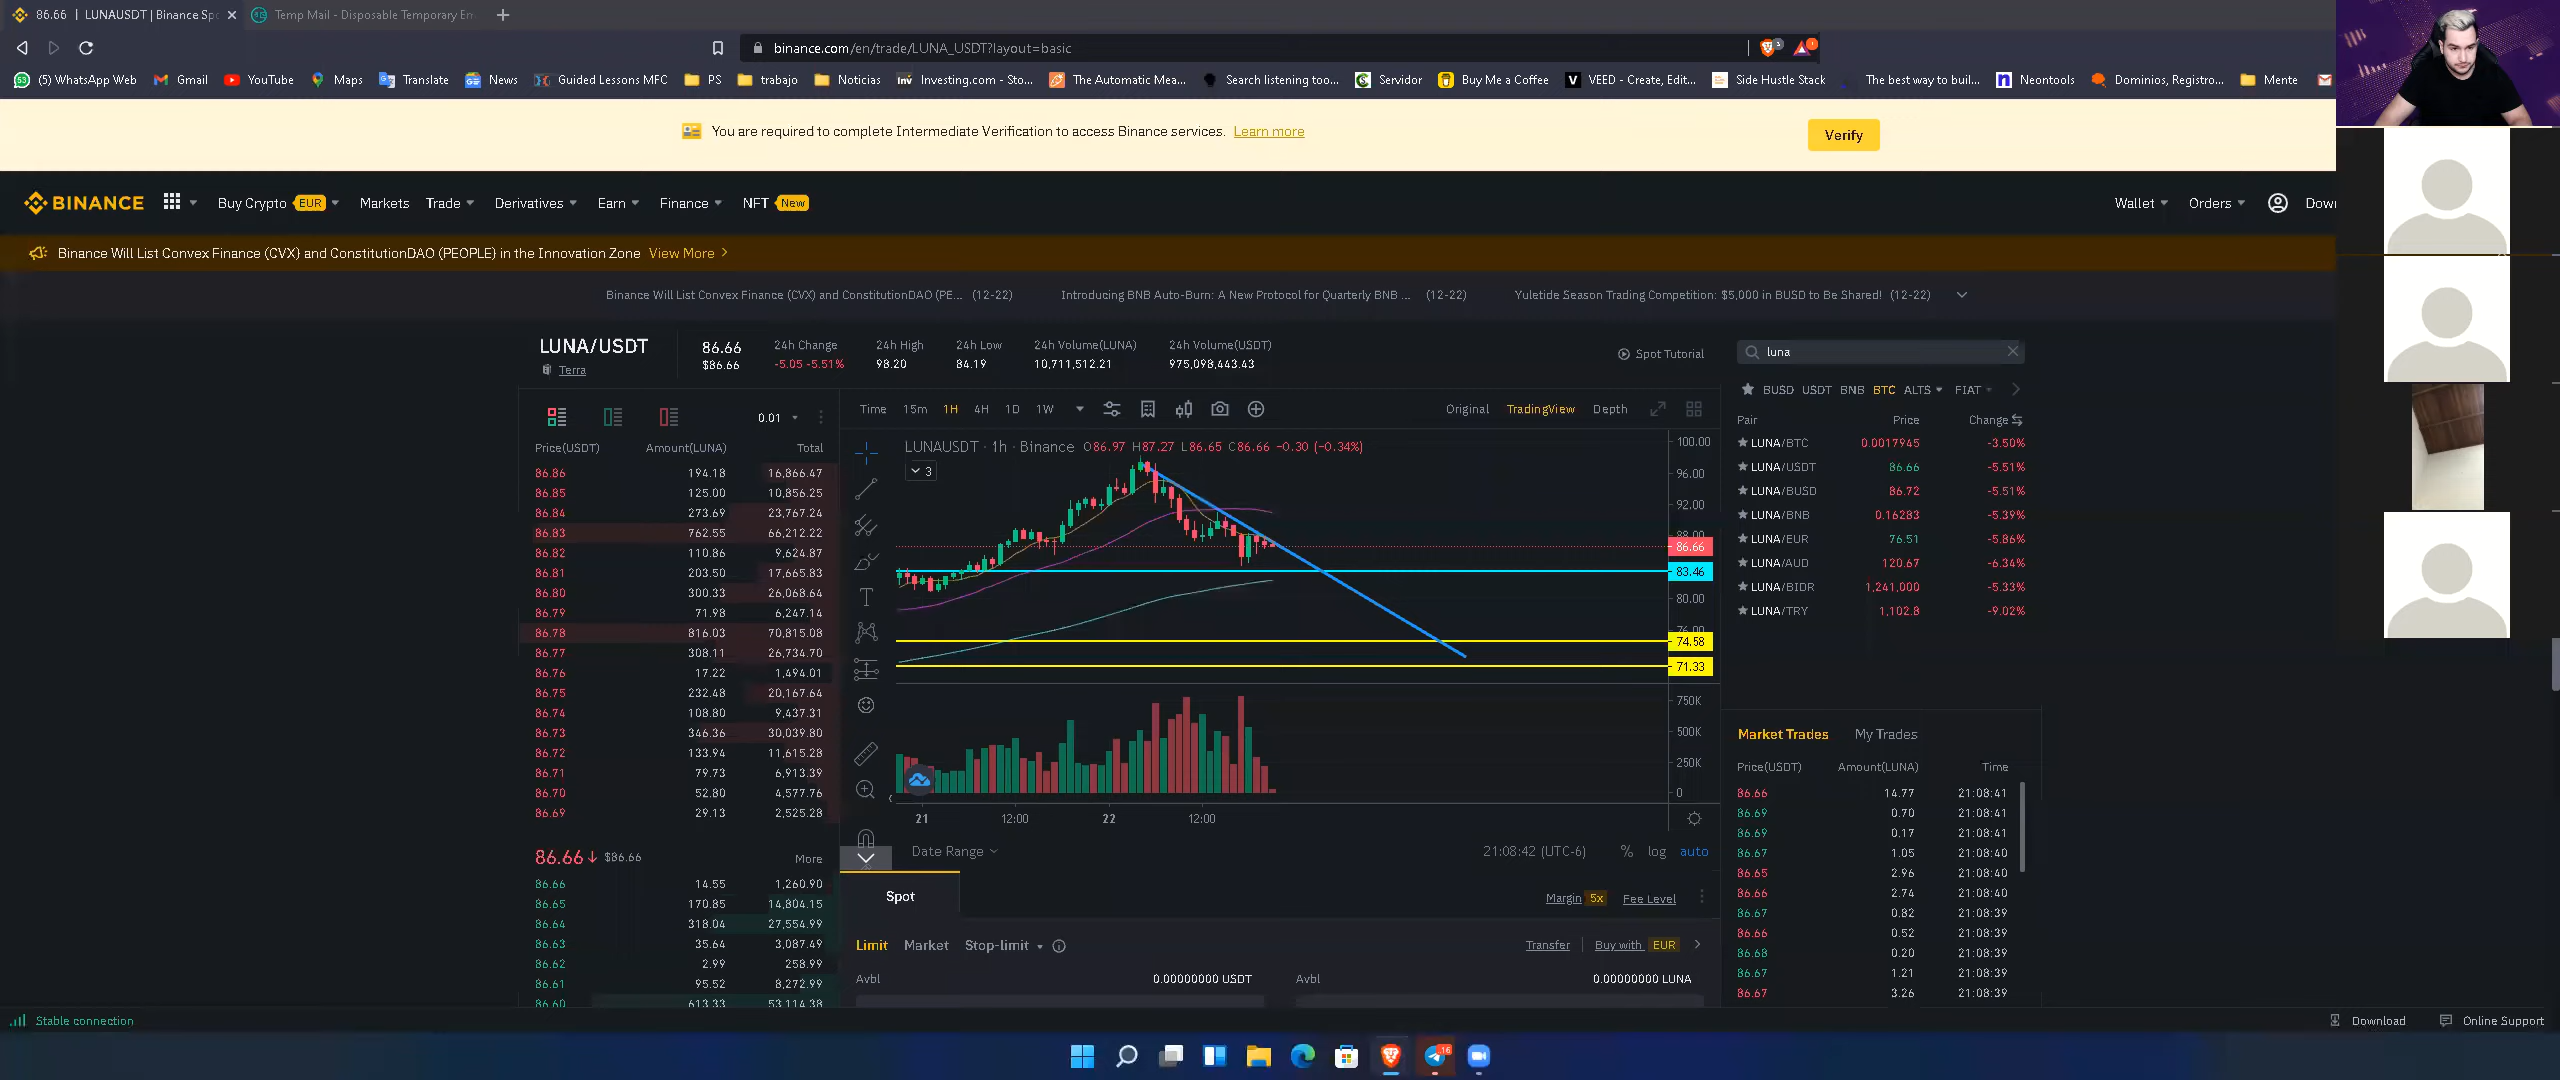 86.66 | LUNAUSDT | Binance Sp
Temp Mail - Disposable Temporary Em
binance.com/en/trade/LUNA_USDT?layout=basic
(5) WhatsApp Web Gmail YouTube Maps Translate News Guided Lessons MFC PS trabajo Noticias Investing.com - Sto... The Automatic Mea... Search listening too... Servidor Buy Me a Coffee VEED - Create, Edit... Side Hustle Stack The best way to buil... Neontools Dominios, Registro... Mente
You are required to complete Intermediate Verification to access Binance services. Learn more
Verify
BINANCE Buy Crypto EUR Markets Trade Derivatives Earn Finance NFT New Wallet Orders Down
Binance Will List Convex Finance (CVX) and ConstitutionDAO (PEOPLE) in the Innovation Zone View More
Binance Will List Convex Finance (CVX) and ConstitutionDAO (PE... (12-22) Introducing BNB Auto-Burn: A New Protocol for Quarterly BNB ... (12-22) Yuletide Season Trading Competition: $5,000 in BUSD to Be Shared! (12-22)
LUNA/USDT
Terra
86.66
$86.66
24h Change
-5.05 -5.51%
24h High
98.20
24h Low
84.19
24h Volume(LUNA)
10,711,512.21
24h Volume(USDT)
975,098,443.43
Spot Tutorial
0.01
Price(USDT) Amount(LUNA) Total
86.86 194.18 16,866.47
86.85 125.00 10,856.25
86.84 273.69 23,767.24
86.83 762.55 66,212.22
86.82 110.86 9,624.87
86.81 203.50 17,665.83
86.80 300.33 26,068.64
86.79 71.98 6,247.14
86.78 816.03 70,815.08
86.77 308.11 26,734.70
86.76 17.22 1,494.01
86.75 232.48 20,167.64
86.74 108.80 9,437.31
86.73 346.36 30,039.80
86.72 133.94 11,615.28
86.71 79.73 6,913.39
86.70 52.80 4,577.76
86.69 29.13 2,525.28
86.66 $86.66 More
86.66 14.55 1,260.90
86.65 170.85 14,804.15
86.64 318.04 27,554.99
86.63 35.64 3,087.49
86.62 2.99 258.99
86.61 95.52 8,272.99
86.60 613.33 53,114.38
Time 15m 1H 4H 1D 1W
Original TradingView Depth
LUNAUSDT · 1h · Binance O86.97 H87.27 L86.65 C86.66 -0.30 (-0.34%)
3
100.00
96.00
92.00
88.00
86.66
83.46
80.00
76.00
74.58
71.33
750K
500K
250K
0
21 12:00 22 12:00
Date Range
21:08:42 (UTC-6) % log auto
Spot
Margin 5x Fee Level
Limit Market Stop-limit
Transfer Buy with EUR
Avbl 0.00000000 USDT Avbl 0.00000000 LUNA
luna
BUSD USDT BNB BTC ALTS FIAT
Pair Price Change
LUNA/BTC 0.0017945 -3.50%
LUNA/USDT 86.66 -5.51%
LUNA/BUSD 86.72 -5.51%
LUNA/BNB 0.16283 -5.39%
LUNA/EUR 76.51 -5.86%
LUNA/AUD 120.67 -6.34%
LUNA/BIDR 1,241,000 -5.33%
LUNA/TRY 1,102.8 -9.02%
Market Trades My Trades
Price(USDT) Amount(LUNA) Time
86.66 14.77 21:08:41
86.69 0.70 21:08:41
86.69 0.17 21:08:41
86.67 1.05 21:08:40
86.65 2.96 21:08:40
86.66 2.74 21:08:40
86.67 0.82 21:08:39
86.66 0.52 21:08:39
86.68 0.20 21:08:39
86.67 1.21 21:08:39
86.67 3.26 21:08:39
Stable connection
Download Online Support
16